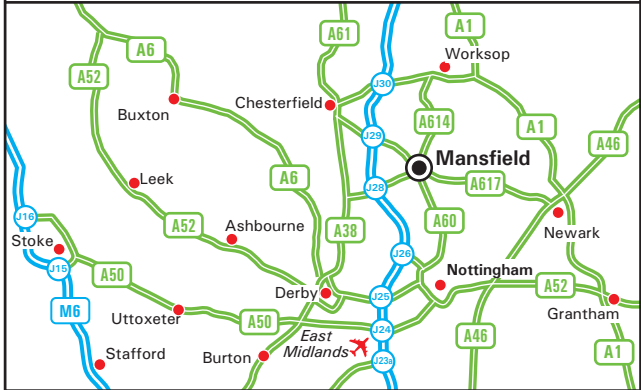 A1
A61
A6
Worksop
A52
J30
Buxton
Chesterfield
A614
A1
A46
J29
Mansfield
Leek
A6
J28
A617
J16
A52
Ashbourne
A38
A60
Newark
Stoke
J26
J15
A50
Nottingham
Derby
J25
A52
M6
Uttoxeter
A50
East
Midlands
J24
Grantham
A46
Stafford
Burton
J23a
A1